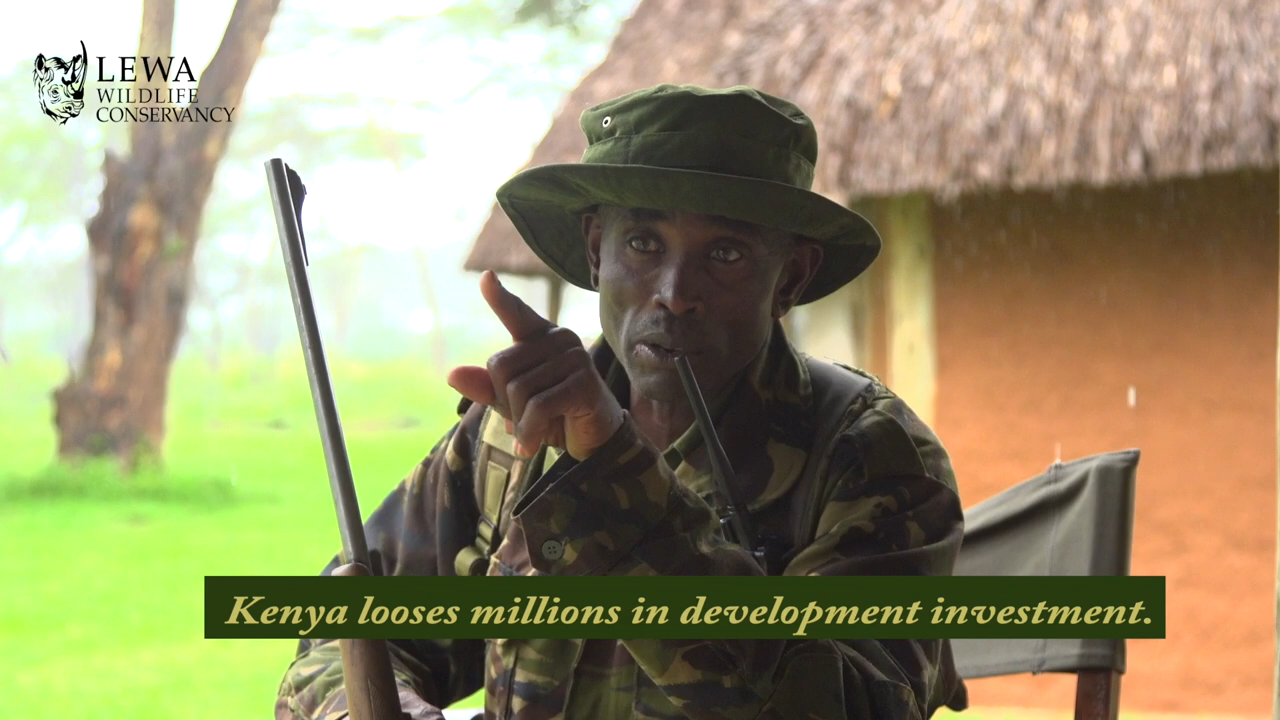 LEWA
WILDLIFE
CONSERVANCY
Kenya looses millions in development investment.